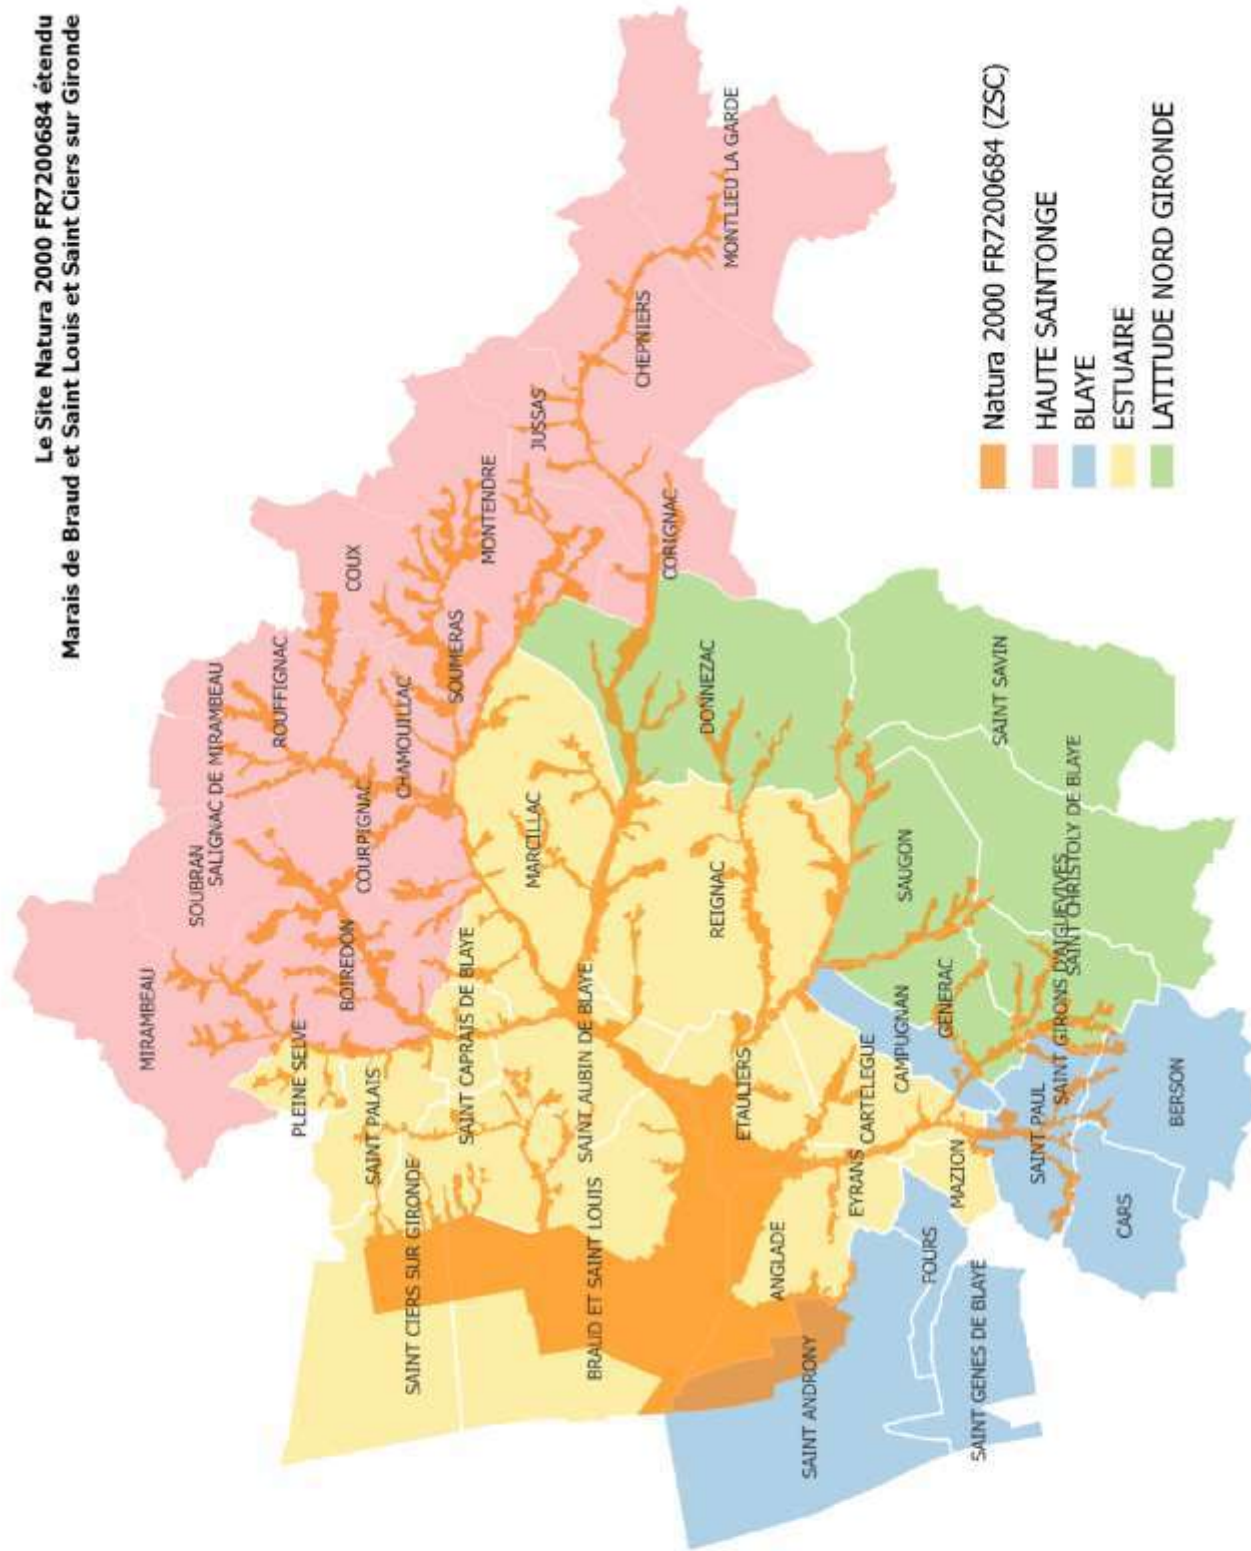 Le Site Natura 2000 FR7200684 étendu
Marais de Braud et Saint Louis et Saint Ciers sur Gironde
MIRAMBEAU
SOUBRAN
SALIGNAC DE MIRAMBEAU
ROUFFIGNAC
COUX
BOIREDON
COURPIGNAC
CHAMOUILLAC
SOUMERAS
MONTENDRE
JUSSAS
CHEPNIERS
MONTLIEU LA GARDE
CORIGNAC
PLEINE SELVE
SAINT PALAIS
SAINT CAPRAIS DE BLAYE
SAINT CIERS SUR GIRONDE
MARCILLAC
SAINT AUBIN DE BLAYE
BRAUD ET SAINT LOUIS
REIGNAC
DONNEZAC
ETAULIERS
ANGLADE
SAINT ANDRONY
EYRANS
CARTELEGUE
CAMPUGNAN
SAUGON
GENERAC
FOURS
MAZION
SAINT GENES DE BLAYE
SAINT PAUL
SAINT GIRONS D'AIGUEVIVES
SAINT CHRISTOLY DE BLAYE
SAINT SAVIN
CARS
BERSON
Natura 2000 FR7200684 (ZSC)
HAUTE SAINTONGE
BLAYE
ESTUAIRE
LATITUDE NORD GIRONDE